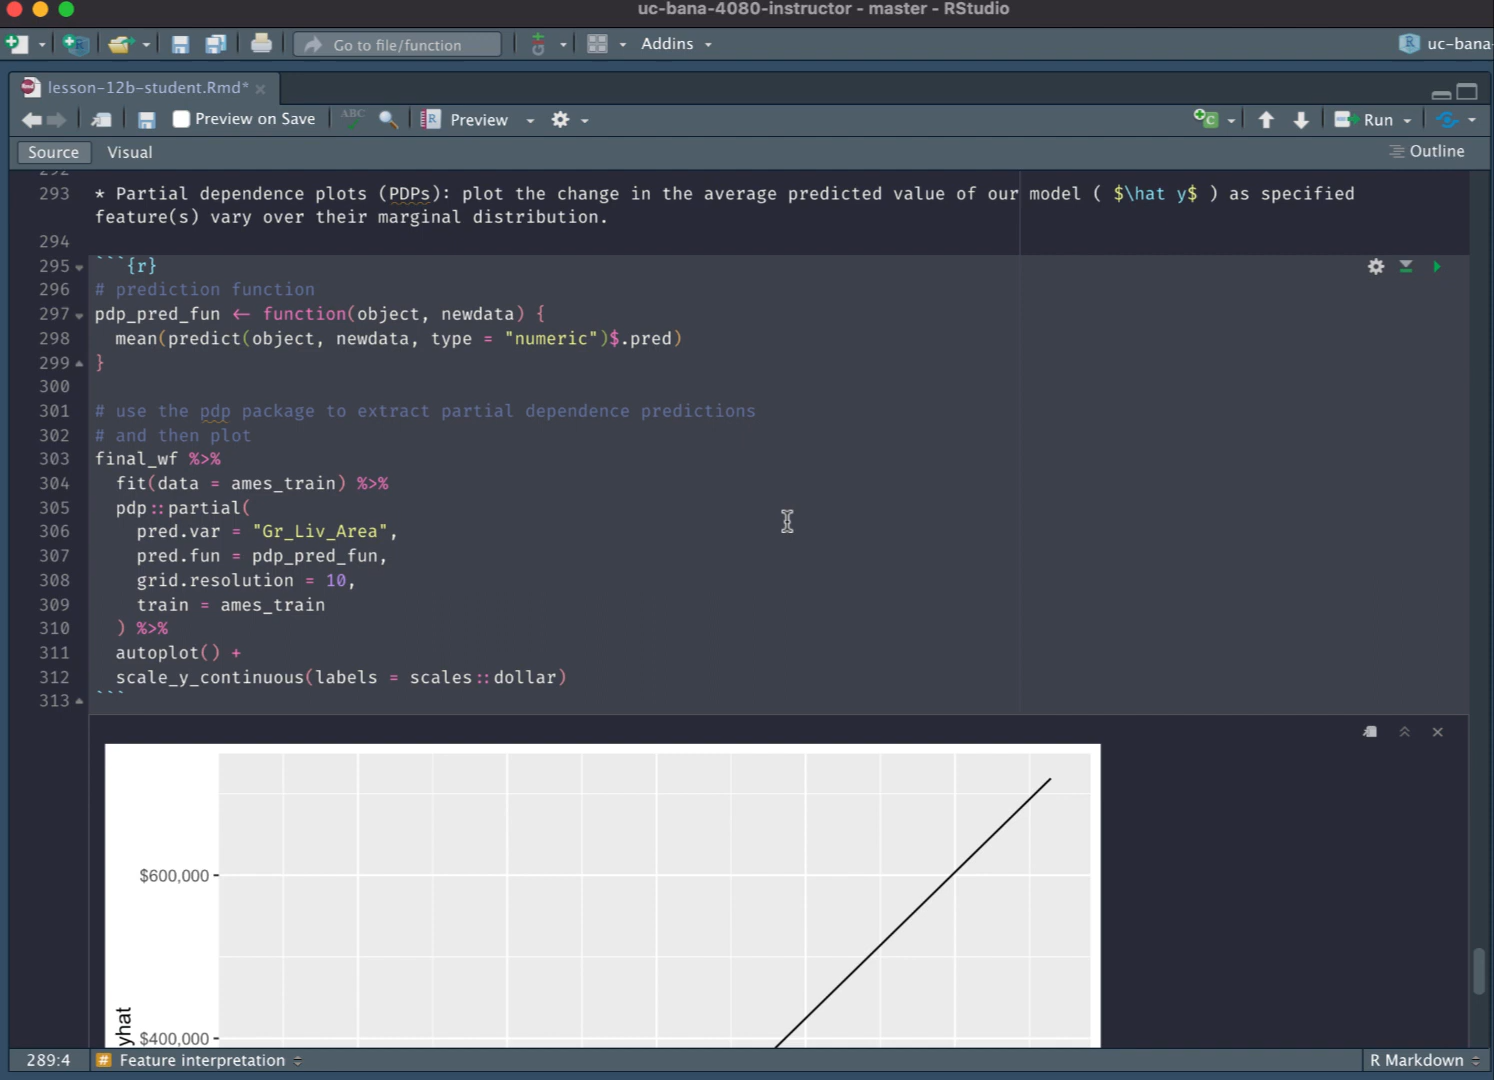 uc-bana-4080-instructor - master - RStudio
Go to file/function
Addins
uc-bana-
lesson-12b-student.Rmd*
Preview on Save
ABC
Preview
Run
Source
Visual
Outline
292
293 * Partial dependence plots (PDPs): plot the change in the average predicted value of our model ( $\hat y$ ) as specified
feature(s) vary over their marginal distribution.
294
295 ```{r}
296 # prediction function
297 pdp_pred_fun <- function(object, newdata) {
298 mean(predict(object, newdata, type = "numeric")$.pred)
299 }
300
301 # use the pdp package to extract partial dependence predictions
302 # and then plot
303 final_wf %>%
304 fit(data = ames_train) %>%
305 pdp::partial(
306 pred.var = "Gr_Liv_Area",
307 pred.fun = pdp_pred_fun,
308 grid.resolution = 10,
309 train = ames_train
310 ) %>%
311 autoplot() +
312 scale_y_continuous(labels = scales::dollar)
313 ```
$600,000
$400,000
yhat
289:4
# Feature interpretation
R Markdown